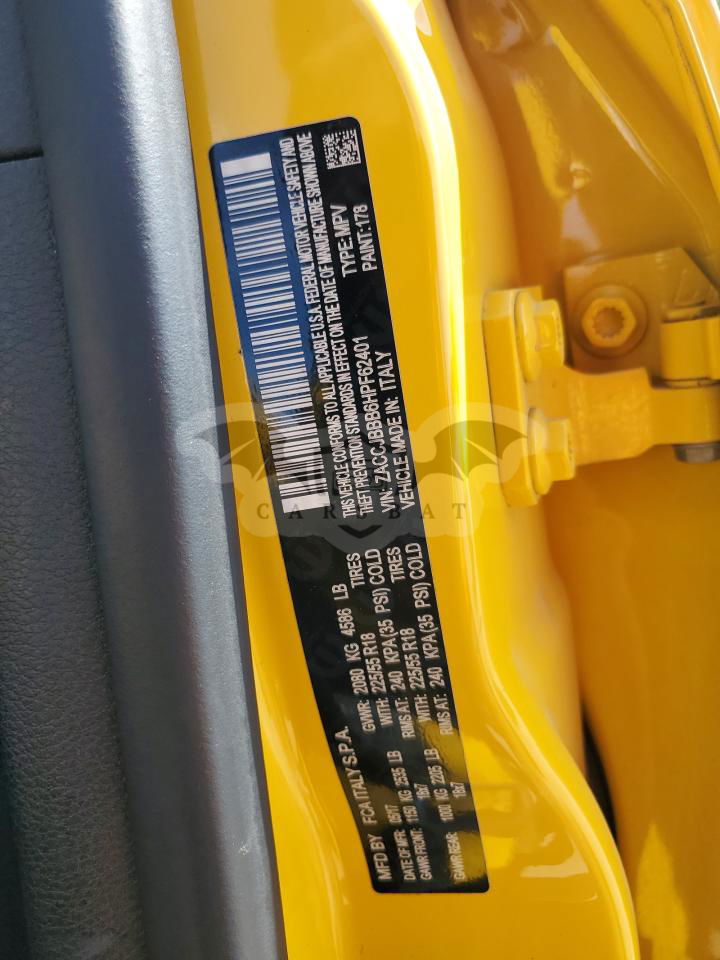 MFD BY FCA ITALY S.P.A.
DATE OF MFR: 05/17 GVWR: 2080 KG 4586 LB
GAWR FRONT: 1150 KG 2535 LB WITH: 225/55 R18 TIRES
18x7 RIMS AT: 240 KPA(35 PSI) COLD
GAWR REAR: 1000 KG 2205 LB WITH: 225/55 R18 TIRES
18x7 RIMS AT: 240 KPA(35 PSI) COLD
THIS VEHICLE CONFORMS TO ALL APPLICABLE U.S.A. FEDERAL MOTOR VEHICLE SAFETY AND
THEFT PREVENTION STANDARDS IN EFFECT ON THE DATE OF MANUFACTURE SHOWN ABOVE
VIN: ZACCJBBB6HPF62401 TYPE: MPV
VEHICLE MADE IN: ITALY PAINT: 178
CARSBAT